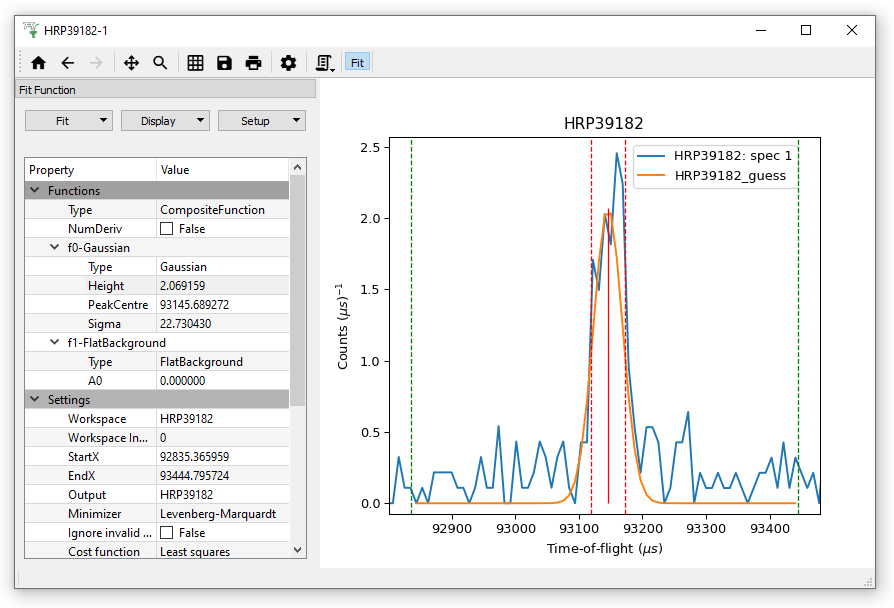 HRP39182-1
Fit
Fit Function
Fit Display Setup
Property Value
Functions
Type CompositeFunction
NumDeriv False
f0-Gaussian
Type Gaussian
Height 2.069159
PeakCentre 93145.689272
Sigma 22.730430
f1-FlatBackground
Type FlatBackground
A0 0.000000
Settings
Workspace HRP39182
Workspace In... 0
StartX 92835.365959
EndX 93444.795724
Output HRP39182
Minimizer Levenberg-Marquardt
Ignore invalid ... False
Cost function Least squares
HRP39182
HRP39182: spec 1
HRP39182_guess
Counts (μs)⁻¹
2.5
2.0
1.5
1.0
0.5
0.0
92900 93000 93100 93200 93300 93400
Time-of-flight (μs)